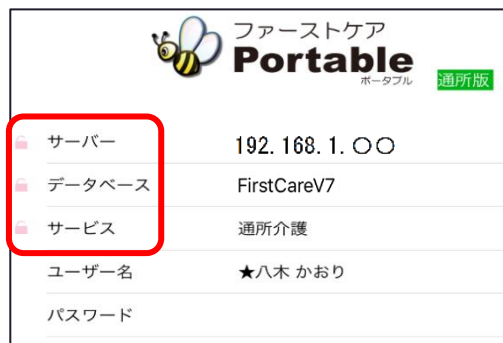 ファーストケア
Portable
ポータブル
通所版
サーバー 192.168.1.〇〇
データベース FirstCareV7
サービス 通所介護
ユーザー名 ★八木 かおり
パスワード